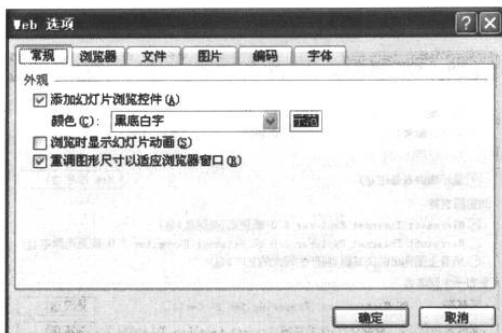 Web 选项
常规 浏览器 文件 图片 编码 字体
外观
添加幻灯片浏览控件(A)
颜色(C): 黑底白字
浏览时显示幻灯片动画(S)
重调图形尺寸以适应浏览器窗口(R)
确定 取消